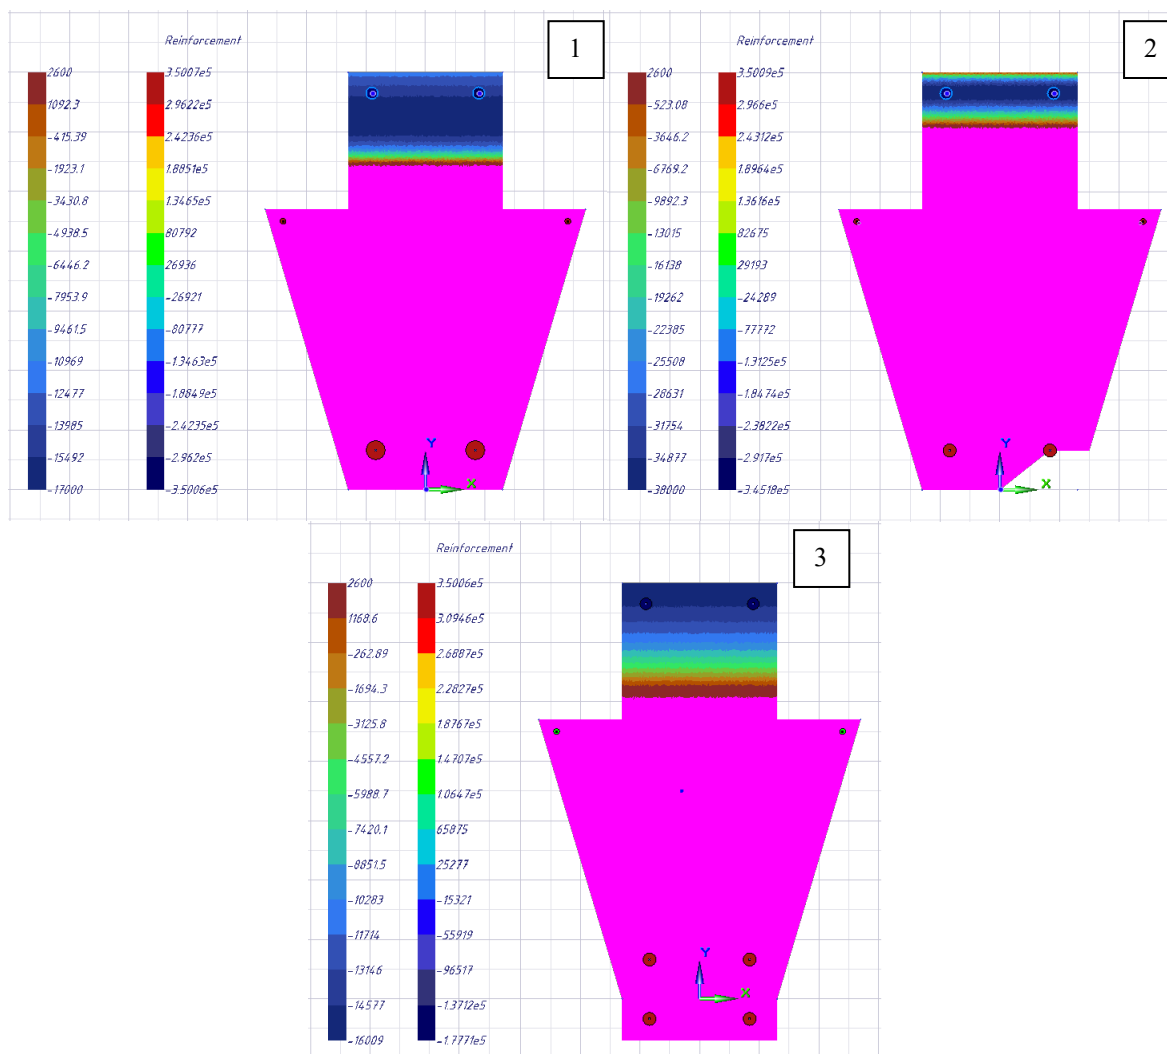 Reinforcement
1
2600
1092.3
-415.39
-1923.1
-3430.8
-4938.5
-6446.2
-7953.9
-9461.5
-10969
-12477
-13985
-15492
-17000
3.5007e5
2.9622e5
2.4236e5
1.8851e5
1.3465e5
80792
26936
-26921
-80777
-1.3463e5
-1.8849e5
-2.4235e5
-2.962e5
-3.5006e5
Y
X
Reinforcement
2
2600
-523.08
-3646.2
-6769.2
-9892.3
-13015
-16138
-19262
-22385
-25508
-28631
-31754
-34877
-38000
3.5009e5
2.966e5
2.4312e5
1.8964e5
1.3616e5
82675
29193
-24289
-77772
-1.3125e5
-1.8474e5
-2.3822e5
-2.917e5
-3.4518e5
Y
X
Reinforcement
3
2600
1168.6
-262.89
-1694.3
-3125.8
-4557.2
-5988.7
-7420.1
-8851.5
-10283
-11714
-13146
-14577
-16009
3.5006e5
3.0946e5
2.6887e5
2.2827e5
1.8767e5
1.4707e5
1.0647e5
65875
25277
-15321
-55919
-96517
-1.3712e5
-1.7771e5
Y
X